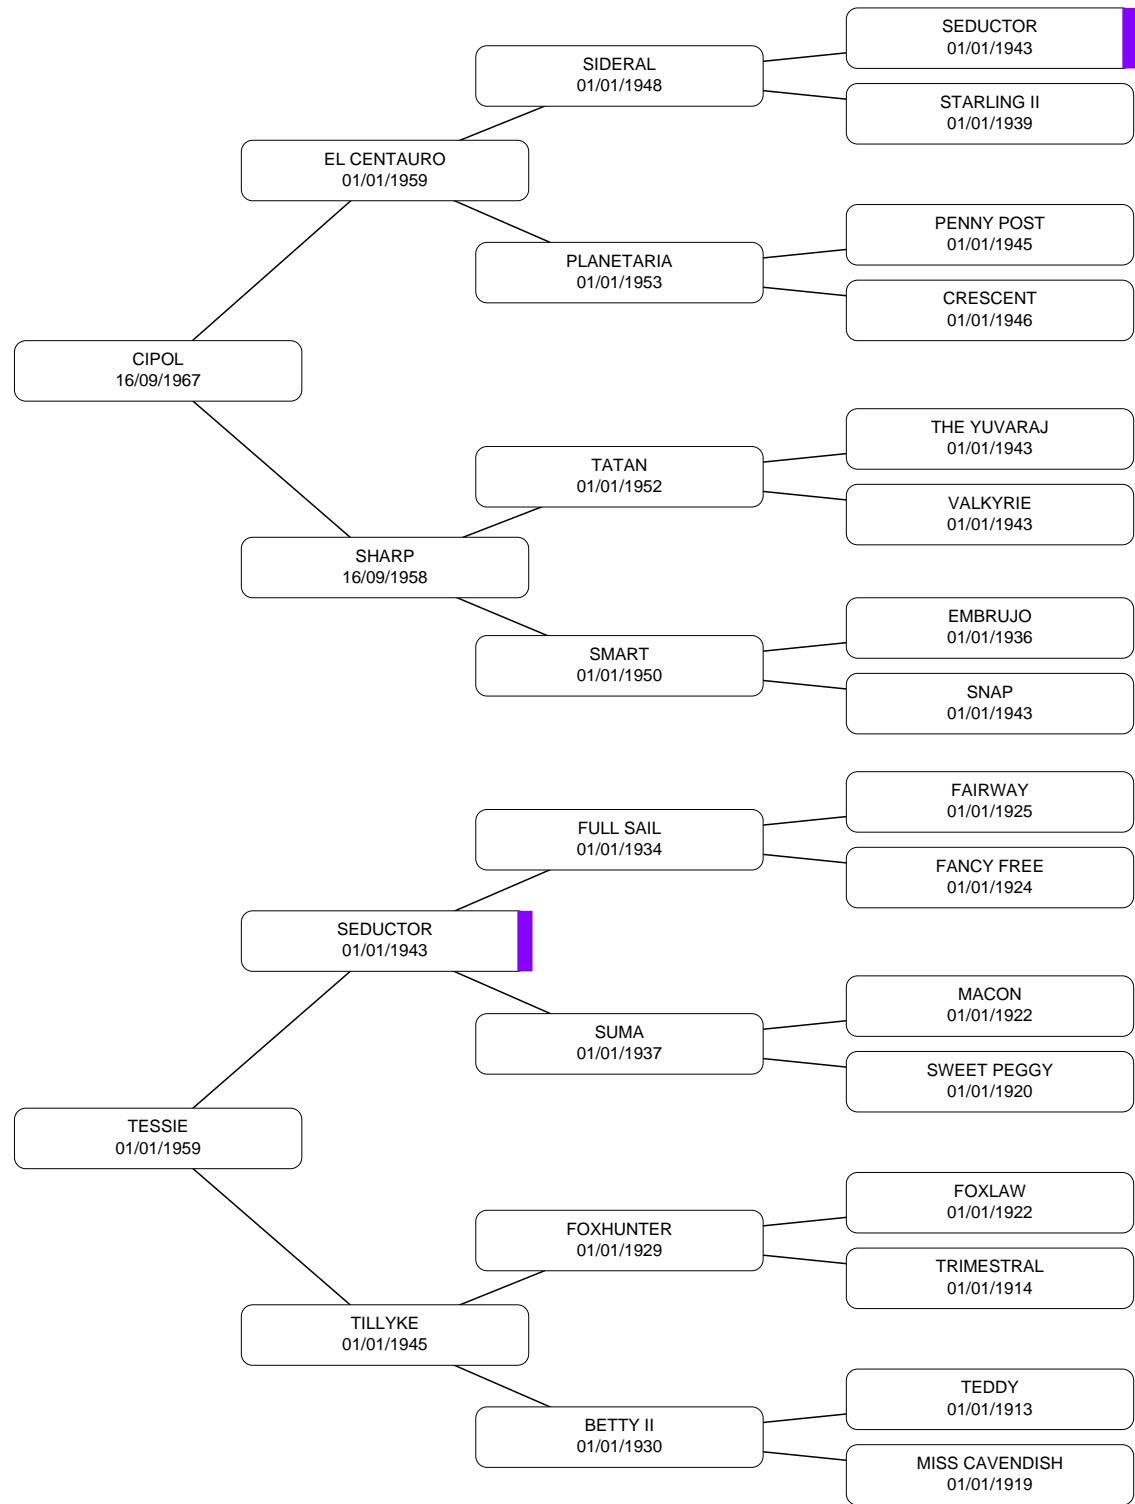 SEDUCTOR
01/01/1943
SIDERAL
01/01/1948
STARLING II
01/01/1939
EL CENTAURO
01/01/1959
PENNY POST
01/01/1945
PLANETARIA
01/01/1953
CRESCENT
01/01/1946
CIPOL
16/09/1967
THE YUVARAJ
01/01/1943
TATAN
01/01/1952
VALKYRIE
01/01/1943
SHARP
16/09/1958
EMBRUJO
01/01/1936
SMART
01/01/1950
SNAP
01/01/1943
FAIRWAY
01/01/1925
FULL SAIL
01/01/1934
FANCY FREE
01/01/1924
SEDUCTOR
01/01/1943
MACON
01/01/1922
SUMA
01/01/1937
SWEET PEGGY
01/01/1920
TESSIE
01/01/1959
FOXLAW
01/01/1922
FOXHUNTER
01/01/1929
TRIMESTRAL
01/01/1914
TILLYKE
01/01/1945
TEDDY
01/01/1913
BETTY II
01/01/1930
MISS CAVENDISH
01/01/1919